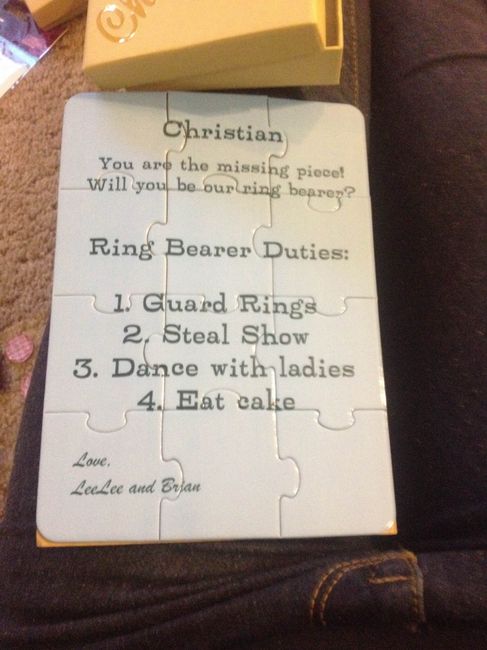 Christian
You are the missing piece!
Will you be our ring bearer?
Ring Bearer Duties:
1. Guard Rings
2. Steal Show
3. Dance with ladies
4. Eat cake
Love,
LeeLee and Brian